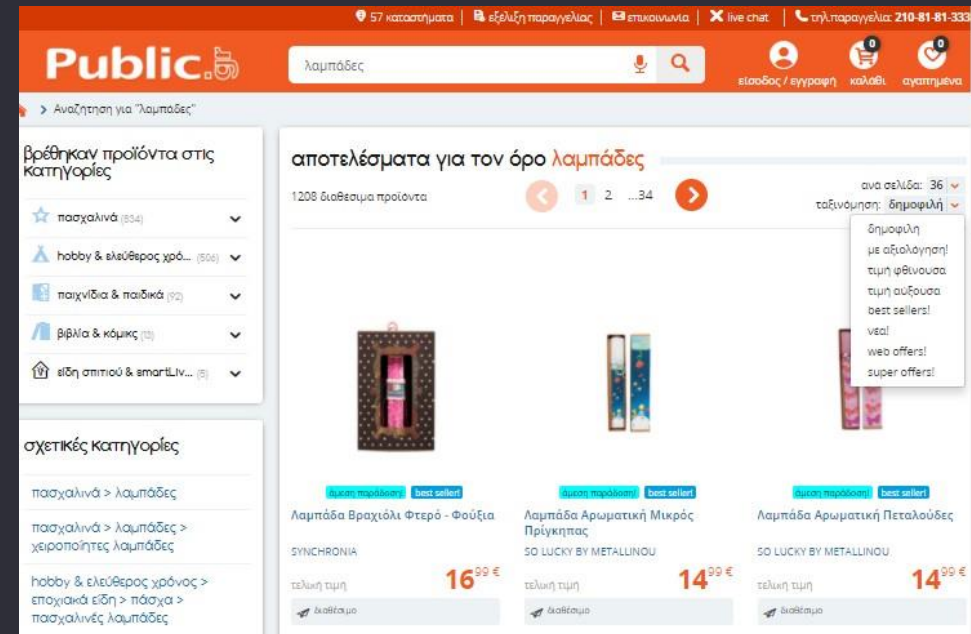 57 καταστήματα | εξέλιξη παραγγελίας | επικοινωνία | live chat | τηλ.παραγγελία: 210-81-81-333
Public.gr
λαμπάδες
είσοδος / εγγραφή
0
καλάθι
0
αγαπημένα
> Αναζήτηση για "λαμπάδες"
βρέθηκαν προϊόντα στις
κατηγορίες
πασχαλινά (834)
hobby & ελεύθερος χρό... (506)
παιχνίδια & παιδικά (92)
βιβλία & κόμικς (13)
είδη σπιτιού & smartLiv... (5)
σχετικές κατηγορίες
πασχαλινά > λαμπάδες
πασχαλινά > λαμπάδες >
χειροποίητες λαμπάδες
hobby & ελεύθερος χρόνος >
εποχιακά είδη > πάσχα >
πασχαλινές λαμπάδες
αποτελέσματα για τον όρο λαμπάδες
1208 διαθέσιμα προϊόντα
1 2 ...34
ανα σελίδα: 36
ταξινόμηση: δημοφιλή
δημοφιλή
με αξιολόγηση!
τιμή φθίνουσα
τιμή αύξουσα
best sellers!
νεα!
web offers!
super offers!
άμεση παράδοση! best seller!
Λαμπάδα Βραχιόλι Φτερό - Φούξια
SYNCHRONIA
τελική τιμή 16,99 €
διαθέσιμο
άμεση παράδοση! best seller!
Λαμπάδα Αρωματική Μικρός
Πρίγκηπας
SO LUCKY BY METALLINOU
τελική τιμή 14,99 €
διαθέσιμο
άμεση παράδοση! best seller!
Λαμπάδα Αρωματική Πεταλούδες
SO LUCKY BY METALLINOU
τελική τιμή 14,99 €
διαθέσιμο